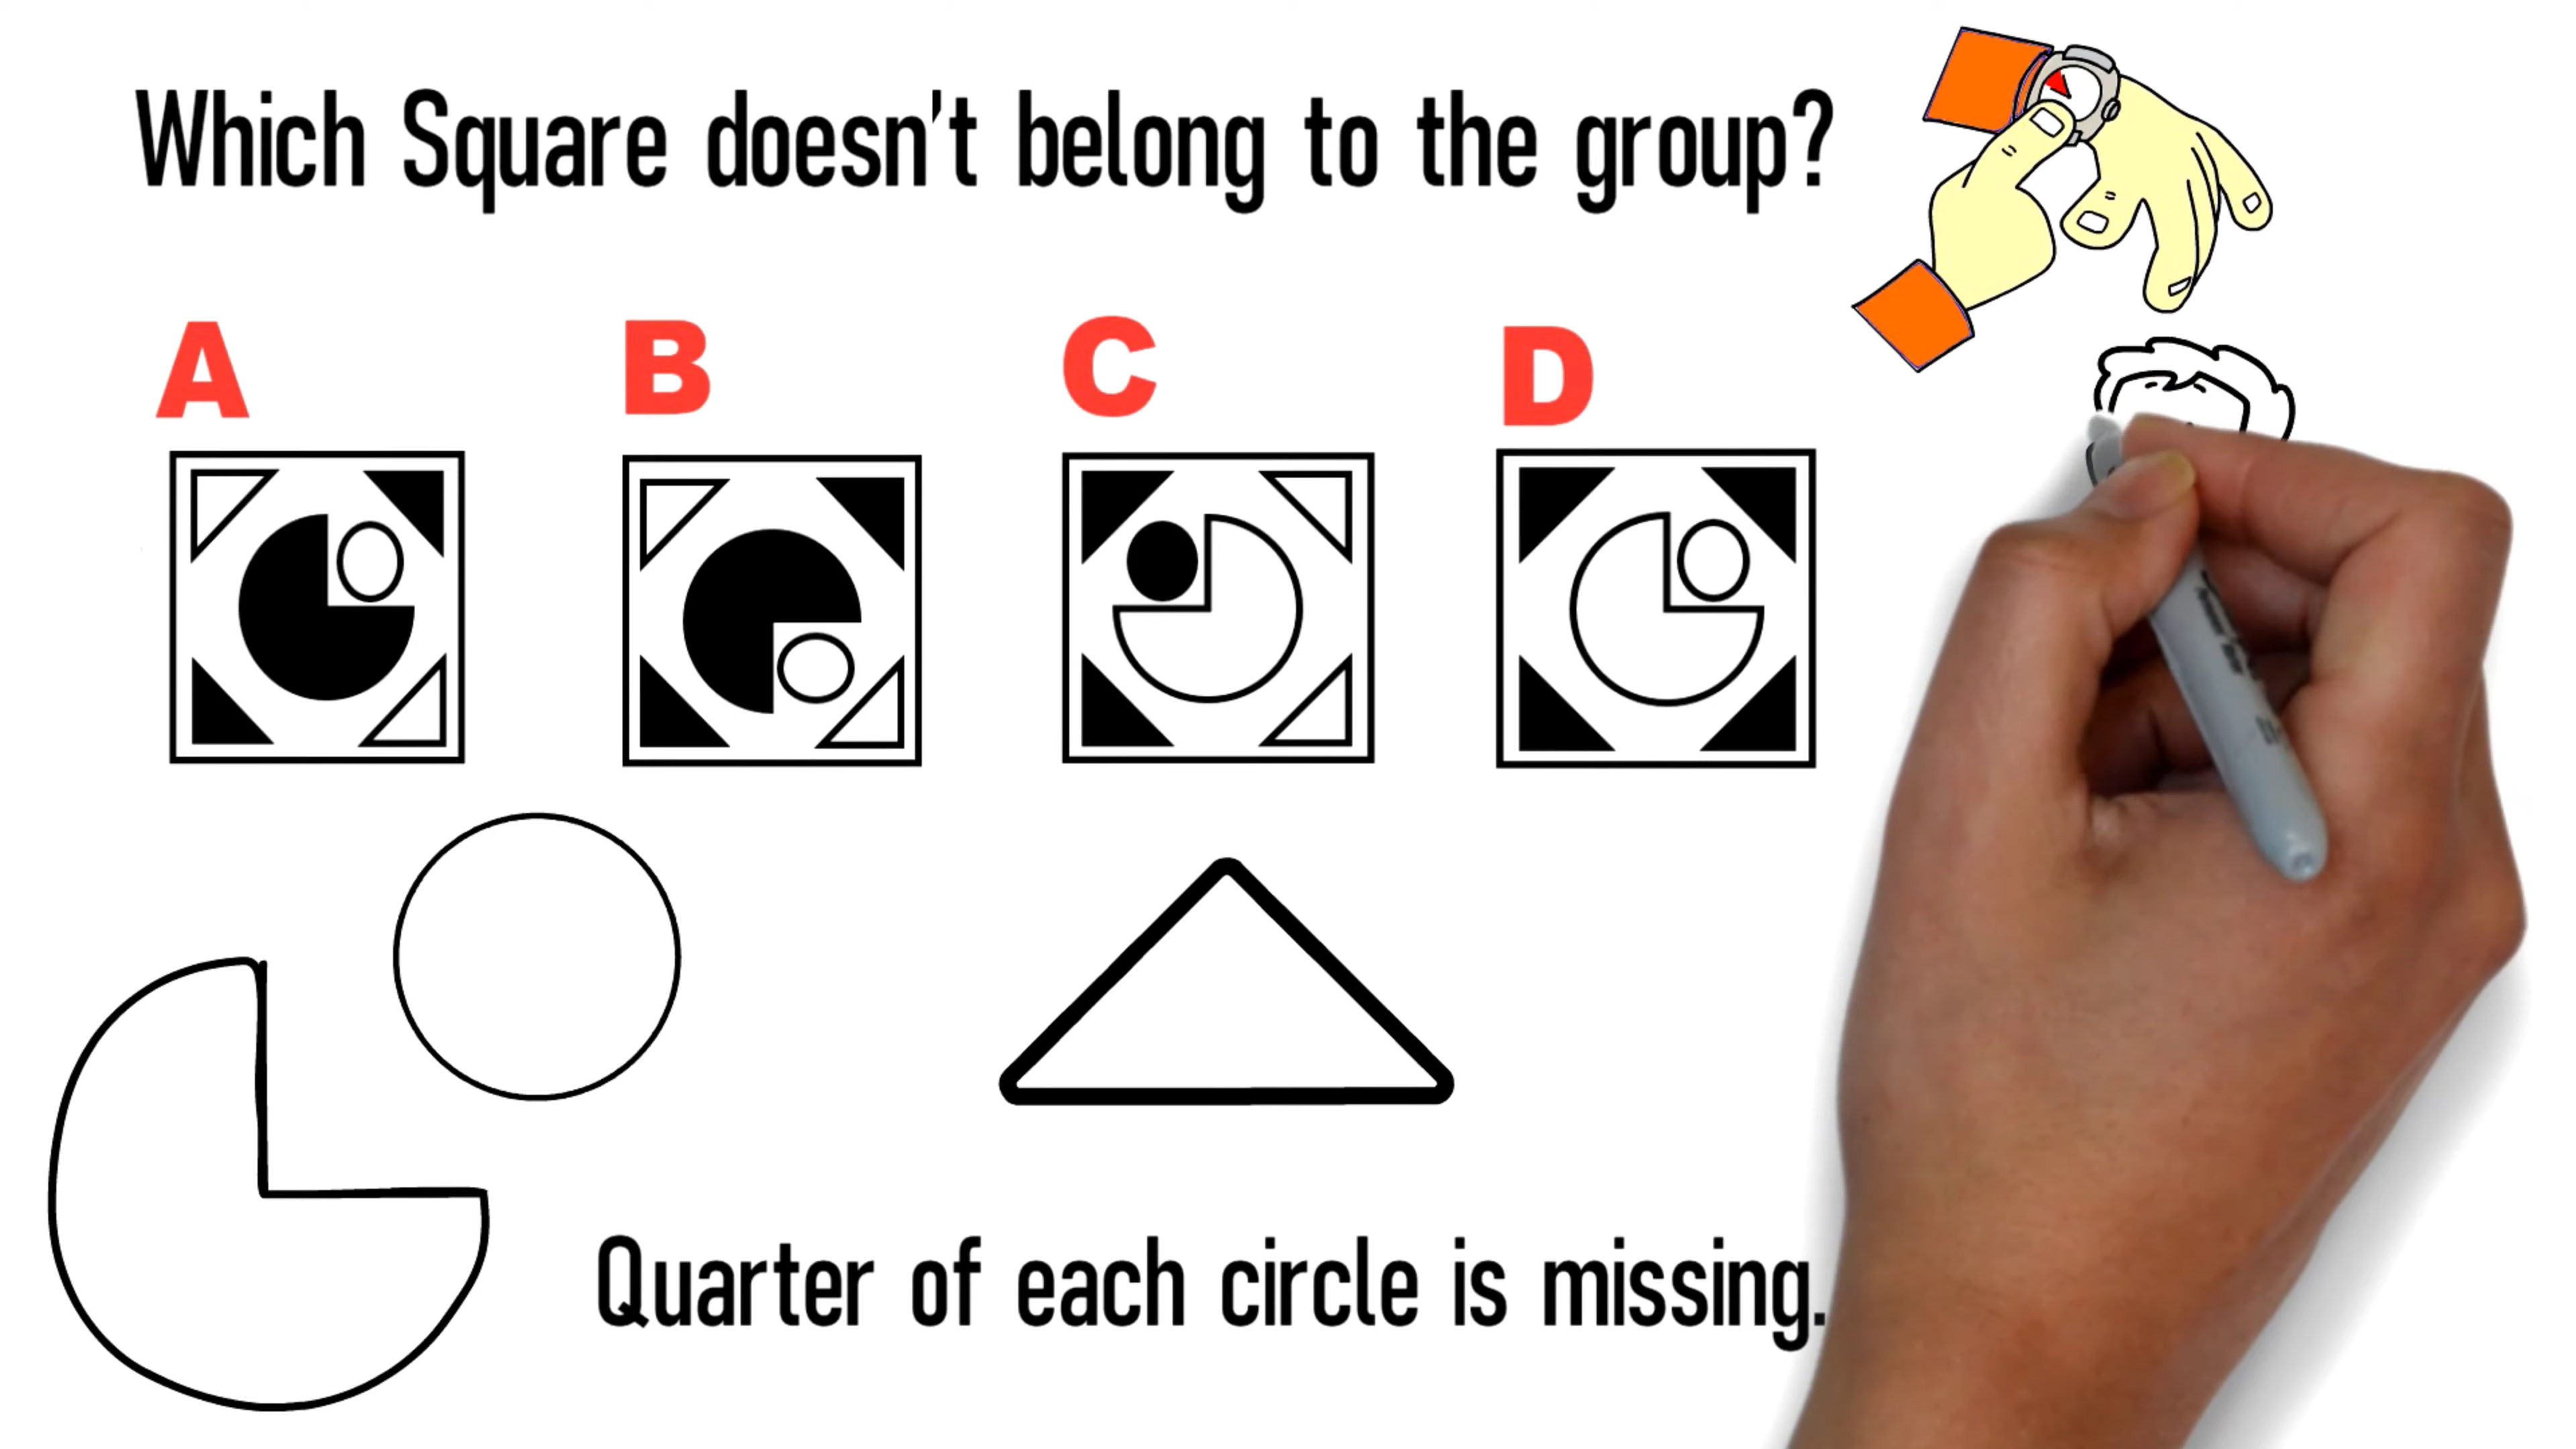 Which Square doesn't belong to the group?
A B C D
Quarter of each circle is missing.